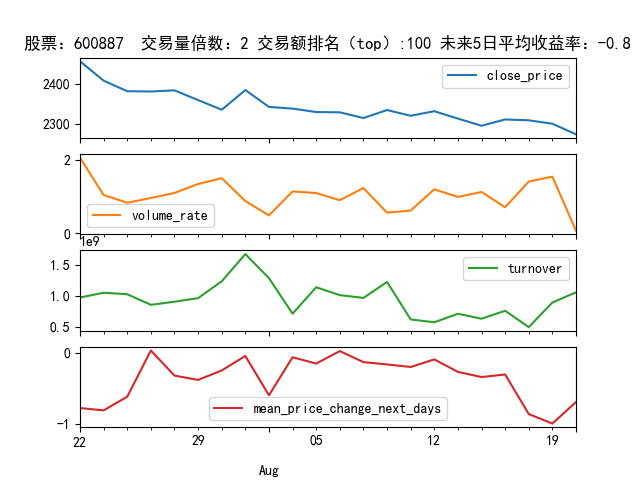 股票：600887 交易量倍数：2 交易额排名（top）:100 未来5日平均收益率：-0.8
2400
2300
close_price
2
0
volume_rate
1e9
1.5
1.0
0.5
turnover
0
-1
mean_price_change_next_days
22 29 05 12 19
Aug